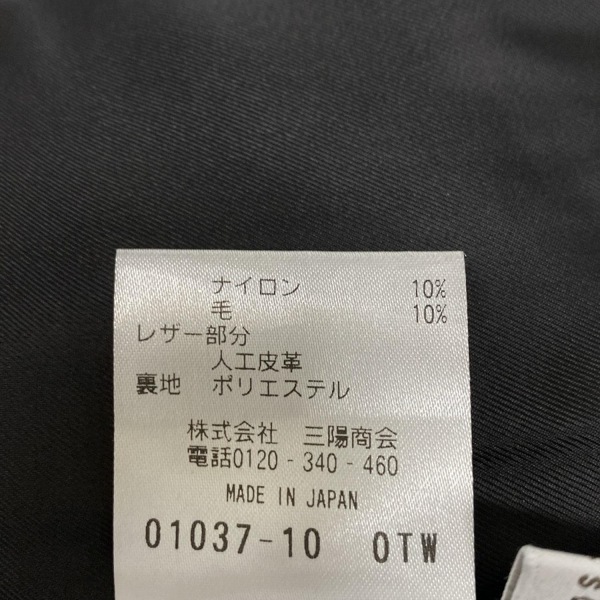 ナイロン 10%
毛 10%
レザー部分
人工皮革
裏地 ポリエステル
株式会社 三陽商会
電話0120-340-460
MADE IN JAPAN
01037-10 OTW